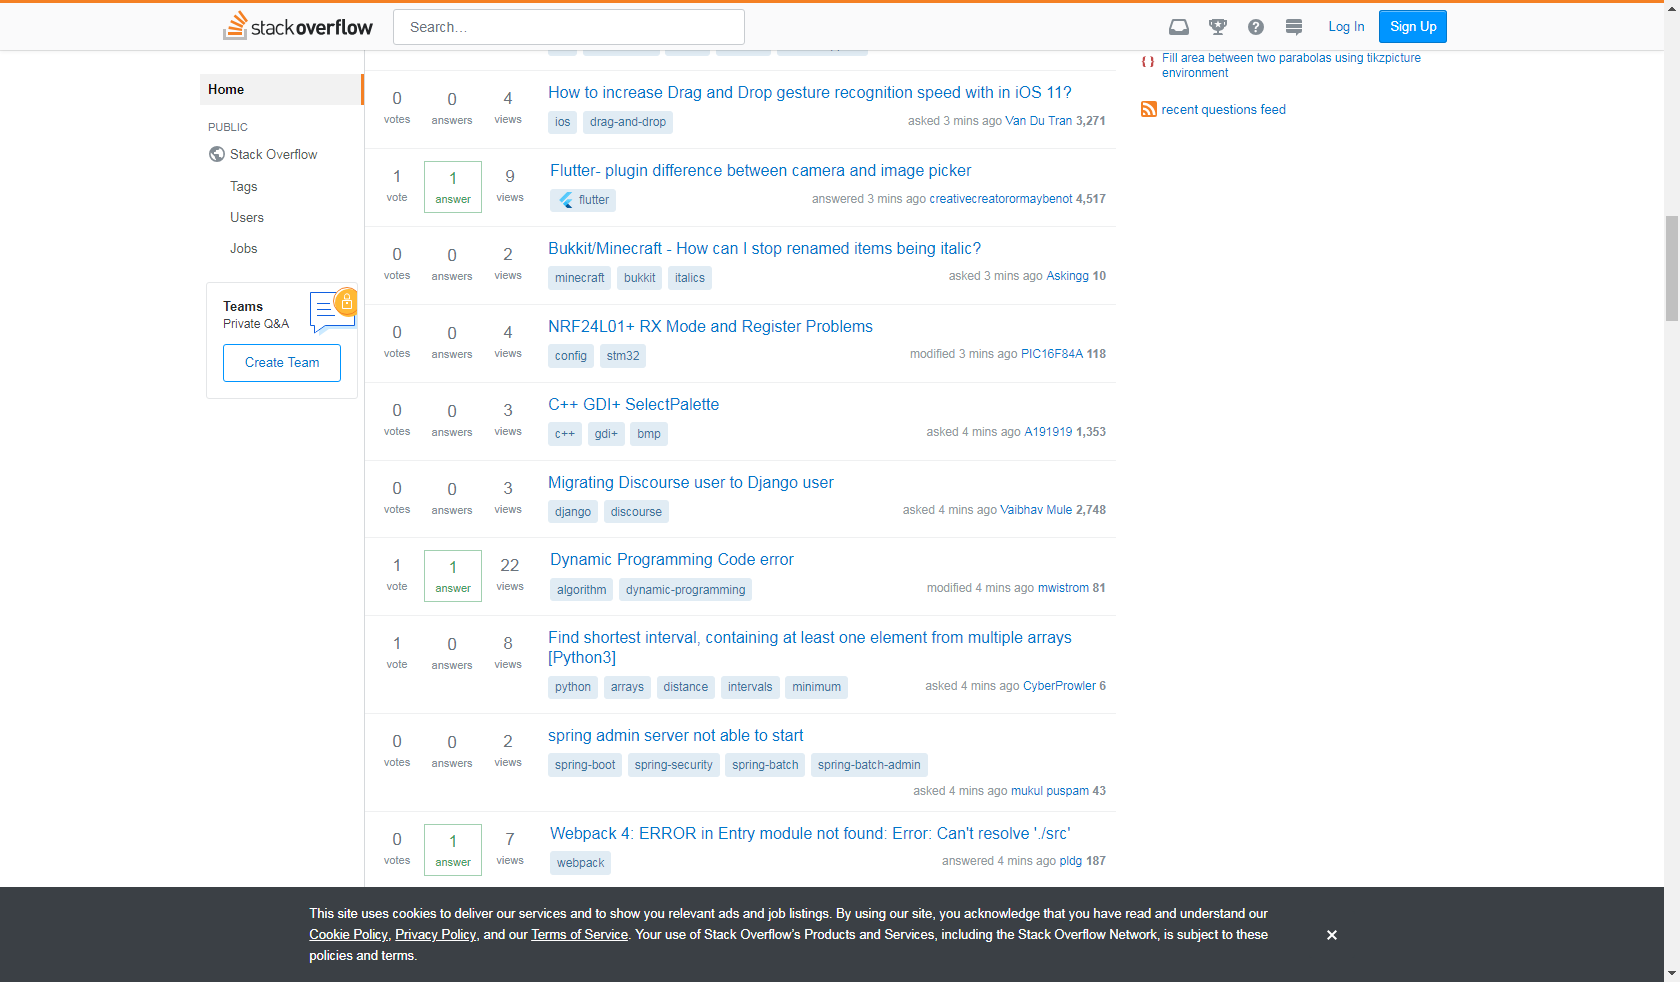 stackoverflow
Search…
Log In
Sign Up
Home
PUBLIC
Stack Overflow
Tags
Users
Jobs
Teams
Private Q&A
Create Team
0 votes 0 answers 4 views
How to increase Drag and Drop gesture recognition speed with in iOS 11?
ios drag-and-drop
asked 3 mins ago Van Du Tran 3,271
1 vote 1 answer 9 views
Flutter- plugin difference between camera and image picker
flutter
answered 3 mins ago creativecreatorormaybenot 4,517
0 votes 0 answers 2 views
Bukkit/Minecraft - How can I stop renamed items being italic?
minecraft bukkit italics
asked 3 mins ago Askingg 10
0 votes 0 answers 4 views
NRF24L01+ RX Mode and Register Problems
config stm32
modified 3 mins ago PIC16F84A 118
0 votes 0 answers 3 views
C++ GDI+ SelectPalette
c++ gdi+ bmp
asked 4 mins ago A191919 1,353
0 votes 0 answers 3 views
Migrating Discourse user to Django user
django discourse
asked 4 mins ago Vaibhav Mule 2,748
1 vote 1 answer 22 views
Dynamic Programming Code error
algorithm dynamic-programming
modified 4 mins ago mwistrom 81
1 vote 0 answers 8 views
Find shortest interval, containing at least one element from multiple arrays
[Python3]
python arrays distance intervals minimum
asked 4 mins ago CyberProwler 6
0 votes 0 answers 2 views
spring admin server not able to start
spring-boot spring-security spring-batch spring-batch-admin
asked 4 mins ago mukul puspam 43
0 votes 1 answer 7 views
Webpack 4: ERROR in Entry module not found: Error: Can't resolve './src'
webpack
answered 4 mins ago pldg 187
Fill area between two parabolas using tikzpicture
environment
recent questions feed
This site uses cookies to deliver our services and to show you relevant ads and job listings. By using our site, you acknowledge that you have read and understand our
Cookie Policy, Privacy Policy, and our Terms of Service. Your use of Stack Overflow's Products and Services, including the Stack Overflow Network, is subject to these
policies and terms.